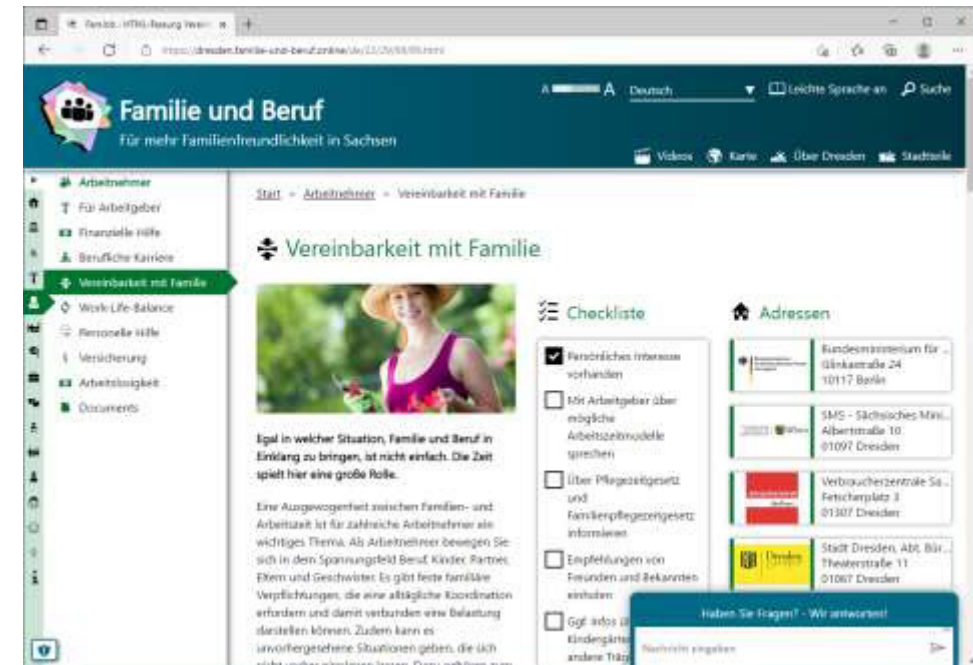 Familie und Beruf
Für mehr Familienfreundlichkeit in Sachsen
A A Deutsch Leichte Sprache an Suche
Videos Karte Über Dresden Stadtteile
Arbeitnehmer
Für Arbeitgeber
Finanzielle Hilfe
Berufliche Karriere
Vereinbarkeit mit Familie
Work-Life-Balance
Personelle Hilfe
Versicherung
Arbeitslosigkeit
Documents
Start - Arbeitnehmer - Vereinbarkeit mit Familie
Vereinbarkeit mit Familie
Egal in welcher Situation, Familie und Beruf in
Einklang zu bringen, ist nicht einfach. Die Zeit
spielt hier eine große Rolle.
Eine Ausgewogenheit zwischen Familien- und
Arbeitszeit ist für zahlreiche Arbeitnehmer ein
wichtiges Thema. Als Arbeitnehmer bewegen Sie
sich in dem Spannungsfeld Beruf, Kinder, Partner,
Eltern und Geschwister. Es gibt feste familiäre
Verpflichtungen, die eine alltägliche Koordination
erfordern und damit verbunden eine Belastung
darstellen können. Zudem kann es
unvorhergesehene Situationen geben, die sich
Checkliste
Persönliches Interesse
vorhanden
Mit Arbeitgeber über
mögliche
Arbeitszeitmodelle
sprechen
Über Pflegezeitgesetz
und
Familienpflegezeitgesetz
informieren
Empfehlungen von
Freunden und Bekannten
einholen
Ggf. Infos
Kindergärten
andere
Adressen
Bundesministerium für ...
Glinkastraße 24
10117 Berlin
SMS - Sächsisches Mini...
Albertstraße 10
01097 Dresden
Verbraucherzentrale Sa...
Fetscherplatz 3
01307 Dresden
Dresden
Stadt Dresden, Abt. Bür...
Theaterstraße 11
01067 Dresden
Haben Sie Fragen? - Wir antworten!
Nachricht eingeben